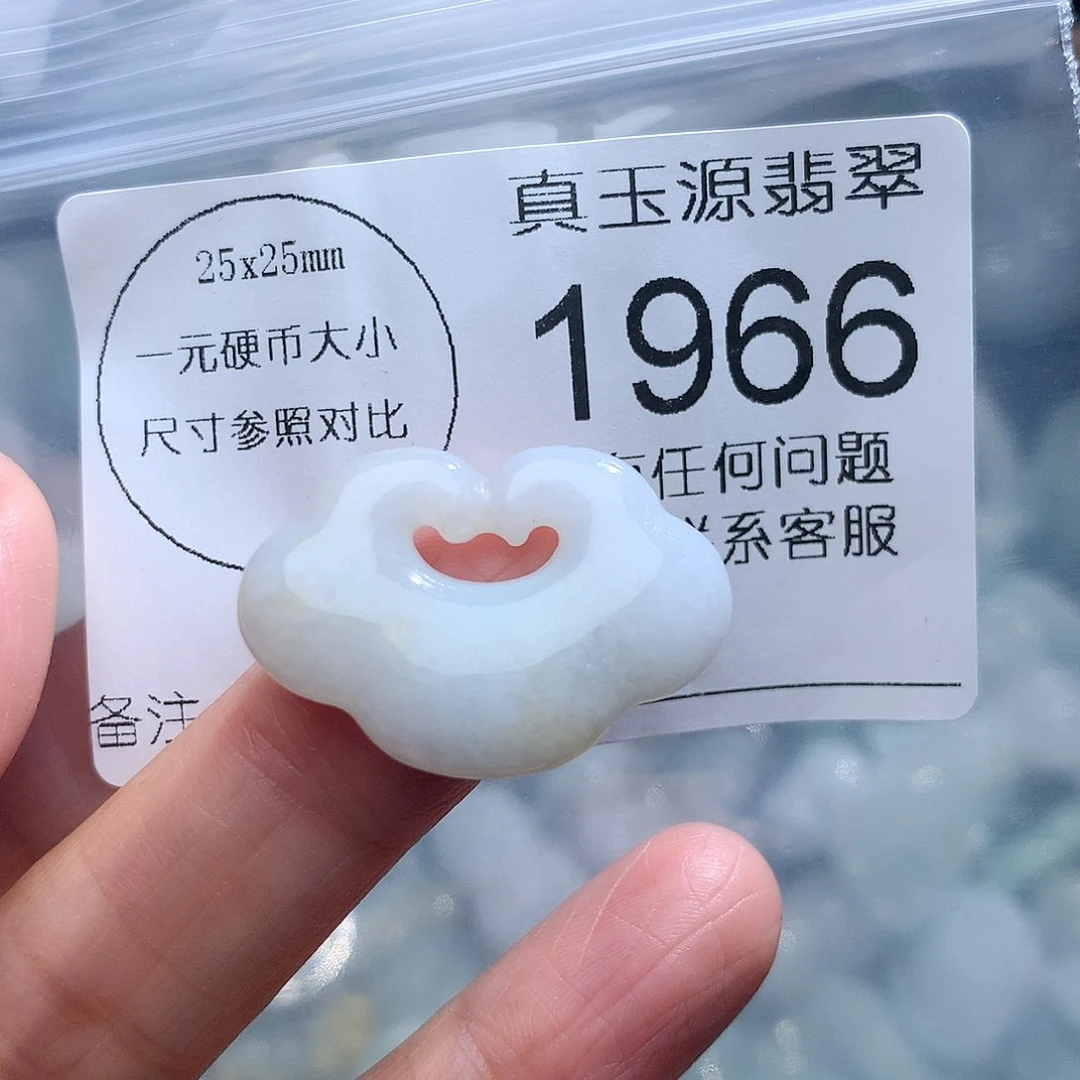 真玉源翡翠
25x25mm
一元硬币大小
尺寸参照对比
1966
任何问题
系客服
备注